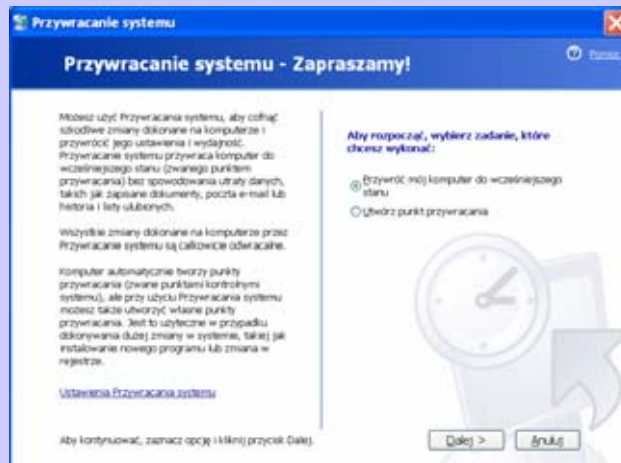 Przywracanie systemu
Przywracanie systemu - Zapraszamy!
Pomoc
Możesz użyć Przywracania systemu, aby cofnąć
szkodliwe zmiany dokonane na komputerze i
przywrócić jego ustawienia i wydajność.
Przywracanie systemu przywraca komputer do
wcześniejszego stanu (zwanego punktem
przywracania) bez spowodowania utraty danych,
takich jak zapisane dokumenty, poczta e-mail lub
historia i listy ulubionych.
Wszystkie zmiany dokonane na komputerze przez
Przywracanie systemu są całkowicie odwracalne.
Komputer automatycznie tworzy punkty
przywracania (zwane punktami kontrolnymi
systemu), ale przy użyciu Przywracania systemu
możesz także utworzyć własne punkty
przywracania. Jest to użyteczne w przypadku
dokonywania dużej zmiany w systemie, takiej jak
instalowanie nowego programu lub zmiana w
rejestrze.
Ustawienia Przywracania systemu
Aby kontynuować, zaznacz opcję i kliknij przycisk Dalej.
Aby rozpocząć, wybierz zadanie, które
chcesz wykonać:
Przywróć mój komputer do wcześniejszego
stanu
Utwórz punkt przywracania
Dalej >
Anuluj